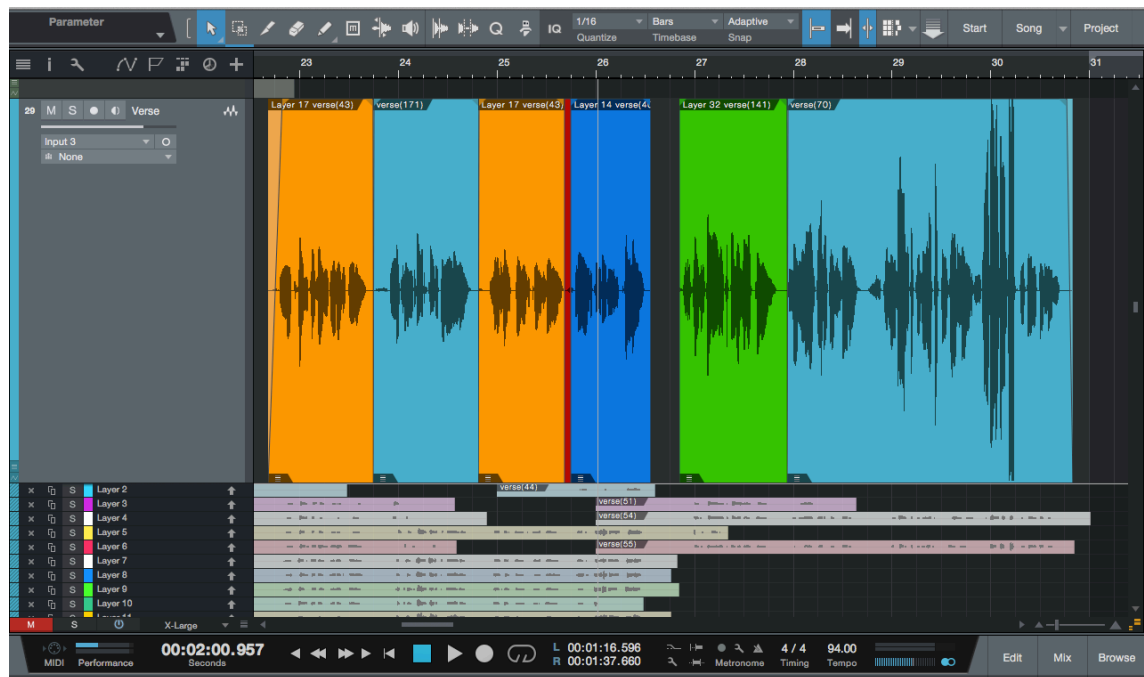 Parameter
IQ
1/16
Quantize
Bars
Timebase
Adaptive
Snap
Start
Song
Project
23 24 25 26 27 28 29 30 31
29 M S Verse
Input 3
None
Layer 17 verse(43) verse(171) Layer 17 verse(43) Layer 14 verse(4 Layer 32 verse(141) verse(70)
S Layer 2 verse(44)
S Layer 3 verse(51)
S Layer 4 verse(54)
S Layer 5
S Layer 6 verse(55)
S Layer 7
S Layer 8
S Layer 9
S Layer 10
M S X-Large
MIDI Performance
00:02:00.957
Seconds
L 00:01:16.596
R 00:01:37.660
Metronome
4 / 4
Timing
94.00
Tempo
Edit Mix Browse